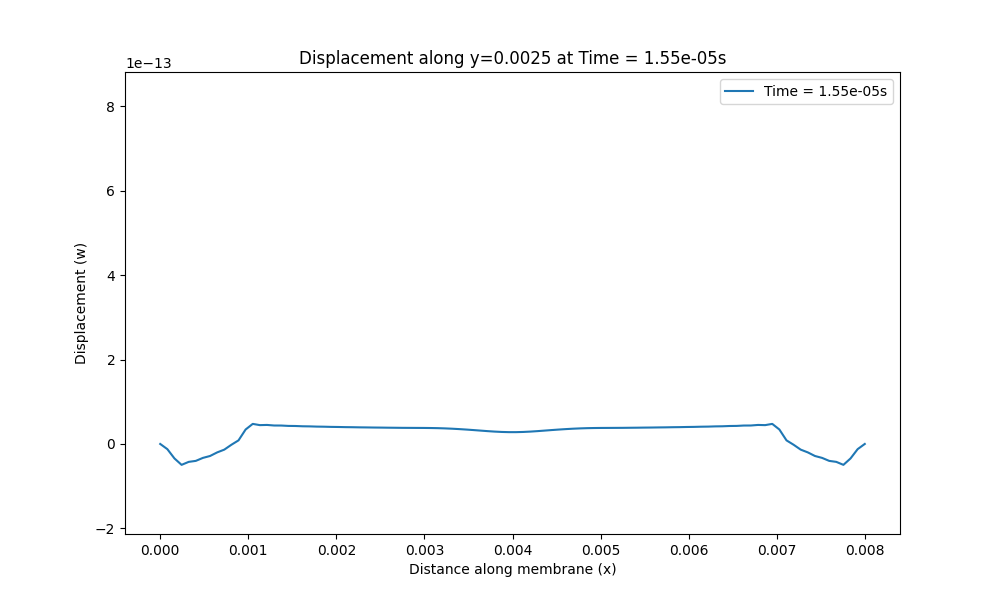 Displacement along y=0.0025 at Time = 1.55e-05s
1e−13
Time = 1.55e-05s
8
6
4
2
0
−2
Displacement (w)
0.000 0.001 0.002 0.003 0.004 0.005 0.006 0.007 0.008
Distance along membrane (x)